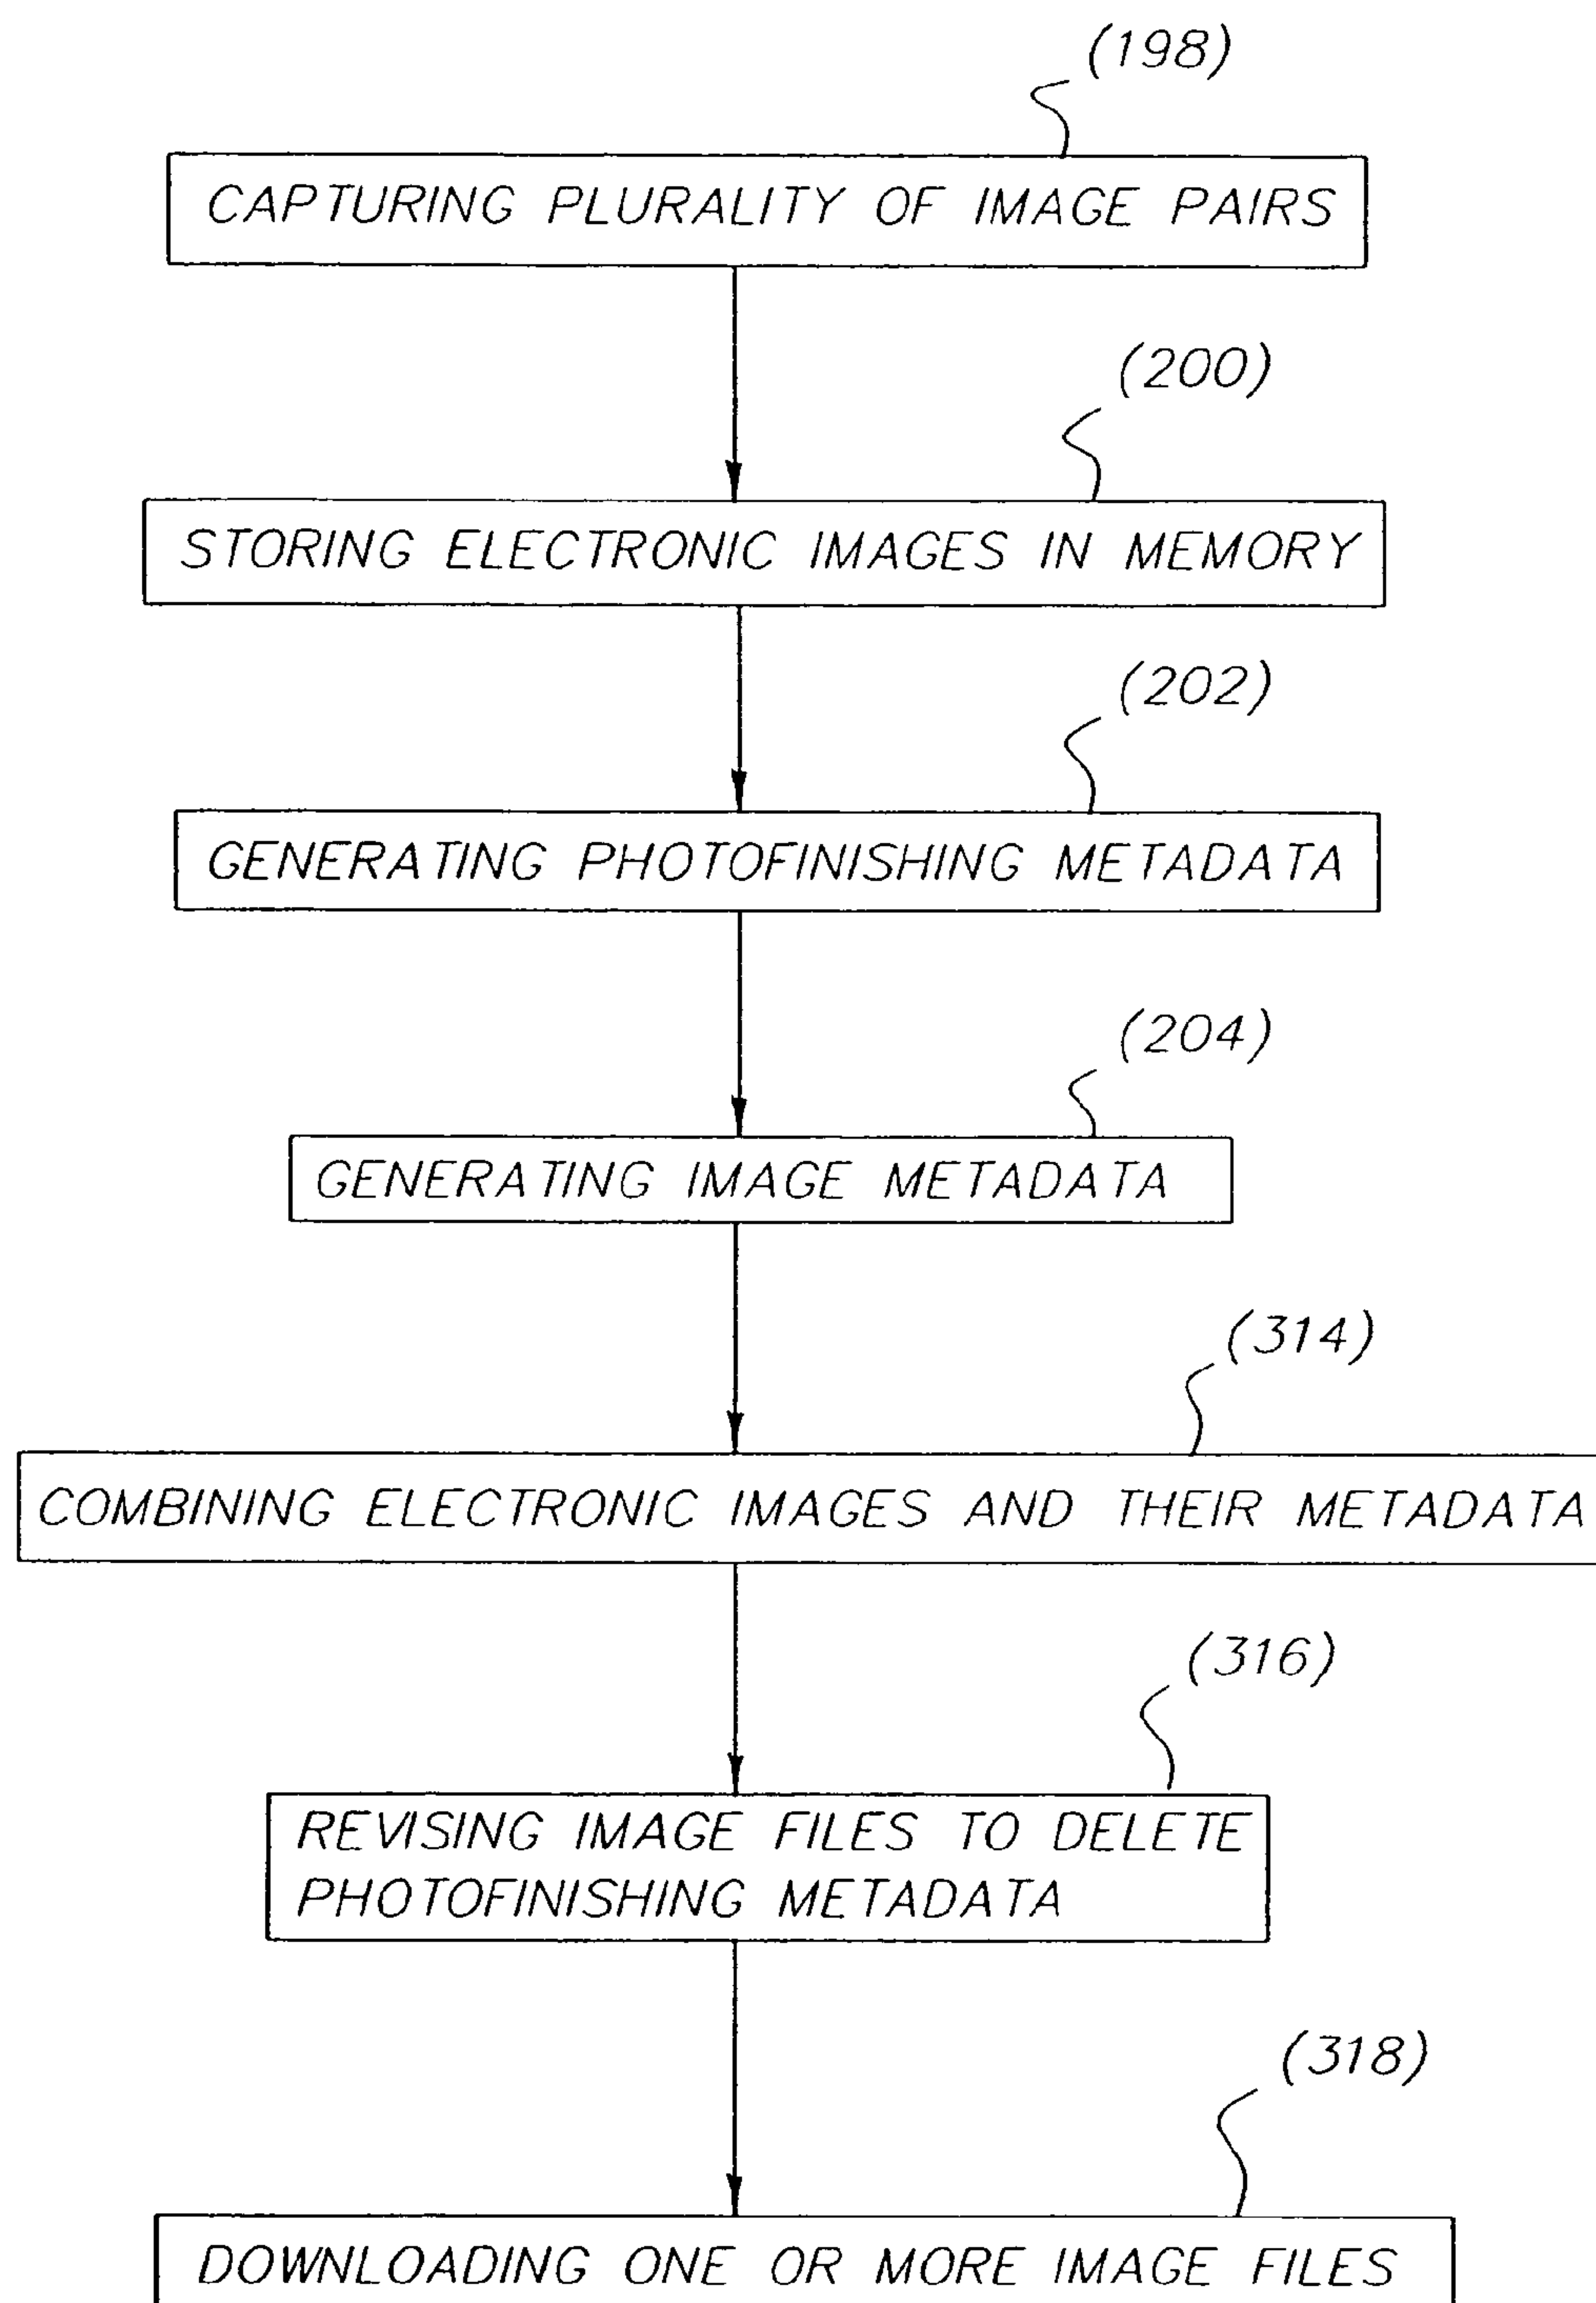 (198)
CAPTURING PLURALITY OF IMAGE PAIRS
(200)
STORING ELECTRONIC IMAGES IN MEMORY
(202)
GENERATING PHOTOFINISHING METADATA
(204)
GENERATING IMAGE METADATA
(314)
COMBINING ELECTRONIC IMAGES AND THEIR METADATA
(316)
REVISING IMAGE FILES TO DELETE
PHOTOFINISHING METADATA
(318)
DOWNLOADING ONE OR MORE IMAGE FILES